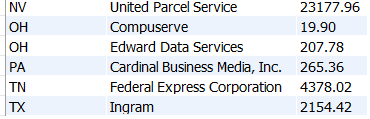 NV United Parcel Service 23177.96
OH Compuserve 19.90
OH Edward Data Services 207.78
PA Cardinal Business Media, Inc. 265.36
TN Federal Express Corporation 4378.02
TX Ingram 2154.42